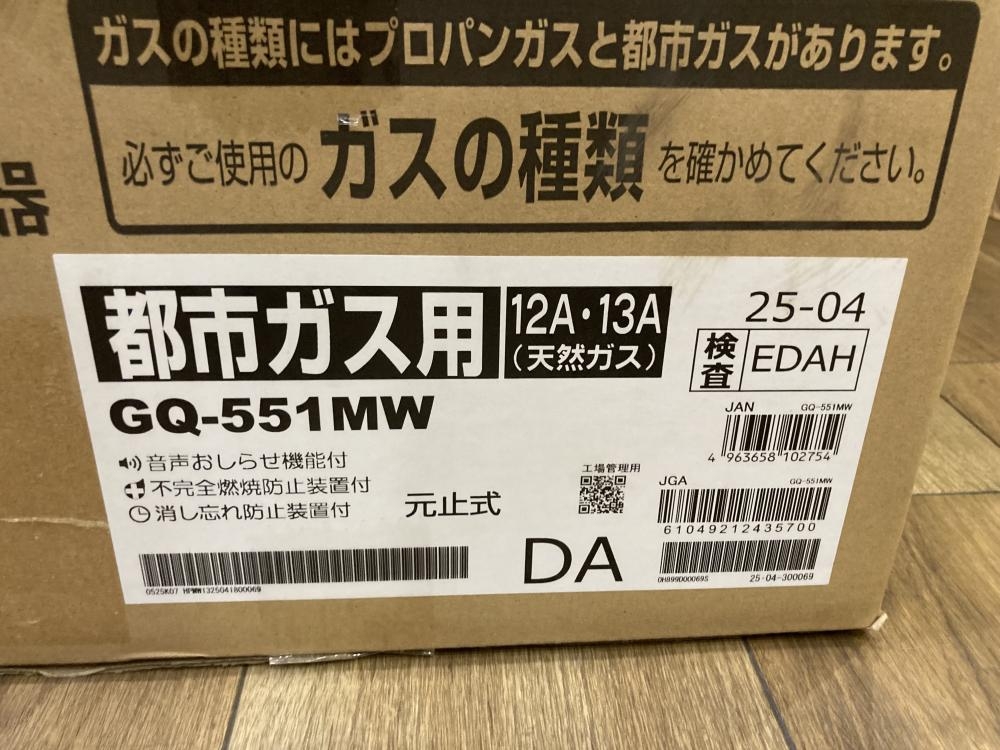 ガスの種類にはプロパンガスと都市ガスがあります。
必ずご使用の ガスの種類 を確かめてください。
器
都市ガス用 12A・13A
(天然ガス)
25-04
検査 EDAH
GQ-551MW
JAN GQ-551MW
4 963658 102754
音声おしらせ機能付
不完全燃焼防止装置付
消し忘れ防止装置付
元止式
工場管理用
JGA GQ-551MW
61049212435700
DA
0525K07 HPMW1325041800069
0H899D00069S 25-04-300069